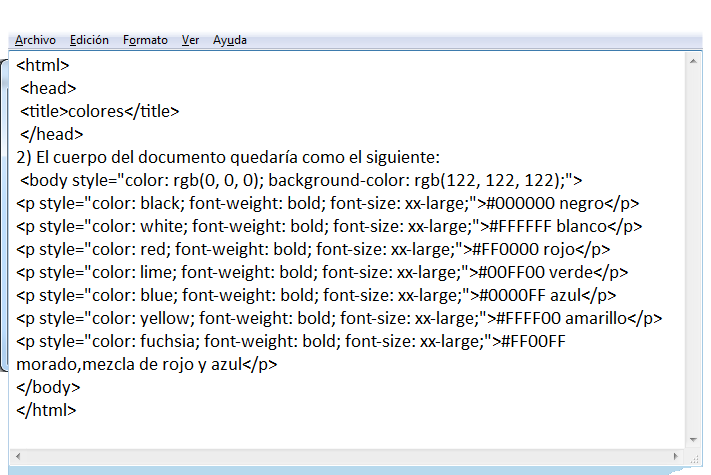 Archivo Edición Formato Ver Ayuda
<html>
<head>
<title>colores</title>
</head>
2) El cuerpo del documento quedaría como el siguiente:
<body style="color: rgb(0, 0, 0); background-color: rgb(122, 122, 122);">
<p style="color: black; font-weight: bold; font-size: xx-large;">#000000 negro</p>
<p style="color: white; font-weight: bold; font-size: xx-large;">#FFFFFF blanco</p>
<p style="color: red; font-weight: bold; font-size: xx-large;">#FF0000 rojo</p>
<p style="color: lime; font-weight: bold; font-size: xx-large;">#00FF00 verde</p>
<p style="color: blue; font-weight: bold; font-size: xx-large;">#0000FF azul</p>
<p style="color: yellow; font-weight: bold; font-size: xx-large;">#FFFF00 amarillo</p>
<p style="color: fuchsia; font-weight: bold; font-size: xx-large;">#FF00FF
morado,mezcla de rojo y azul</p>
</body>
</html>